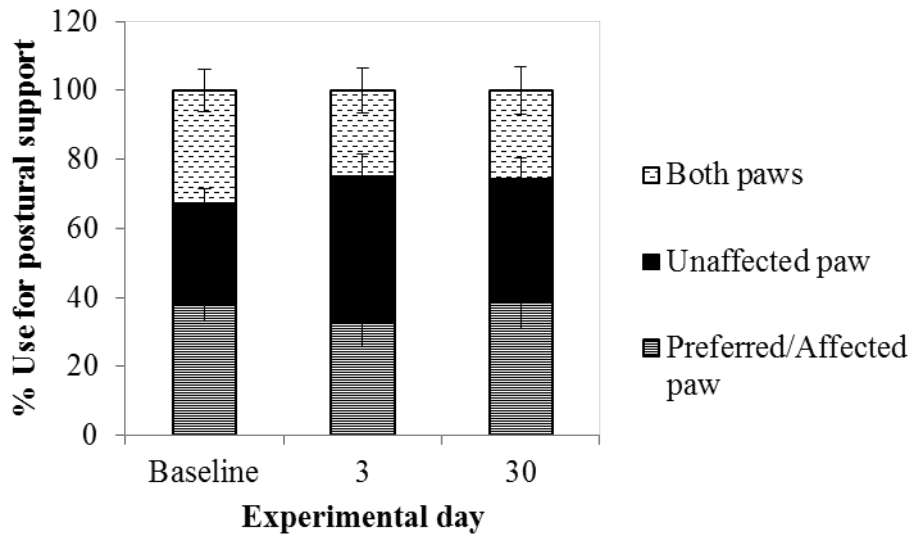 % Use for postural support
120
100
80
60
40
20
0
Baseline 3 30
Experimental day
Both paws
Unaffected paw
Preferred/Affected
paw